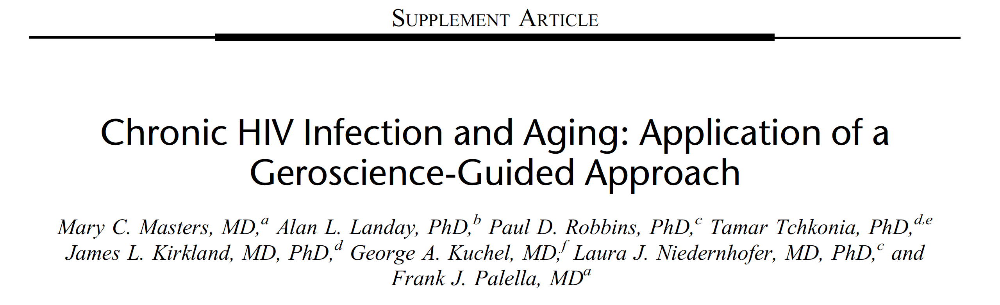 SUPPLEMENT ARTICLE
Chronic HIV Infection and Aging: Application of a
Geroscience-Guided Approach
Mary C. Masters, MD,a Alan L. Landay, PhD,b Paul D. Robbins, PhD,c Tamar Tchkonia, PhD,d,e
James L. Kirkland, MD, PhD,d George A. Kuchel, MD,f Laura J. Niedernhofer, MD, PhD,c and
Frank J. Palella, MDa